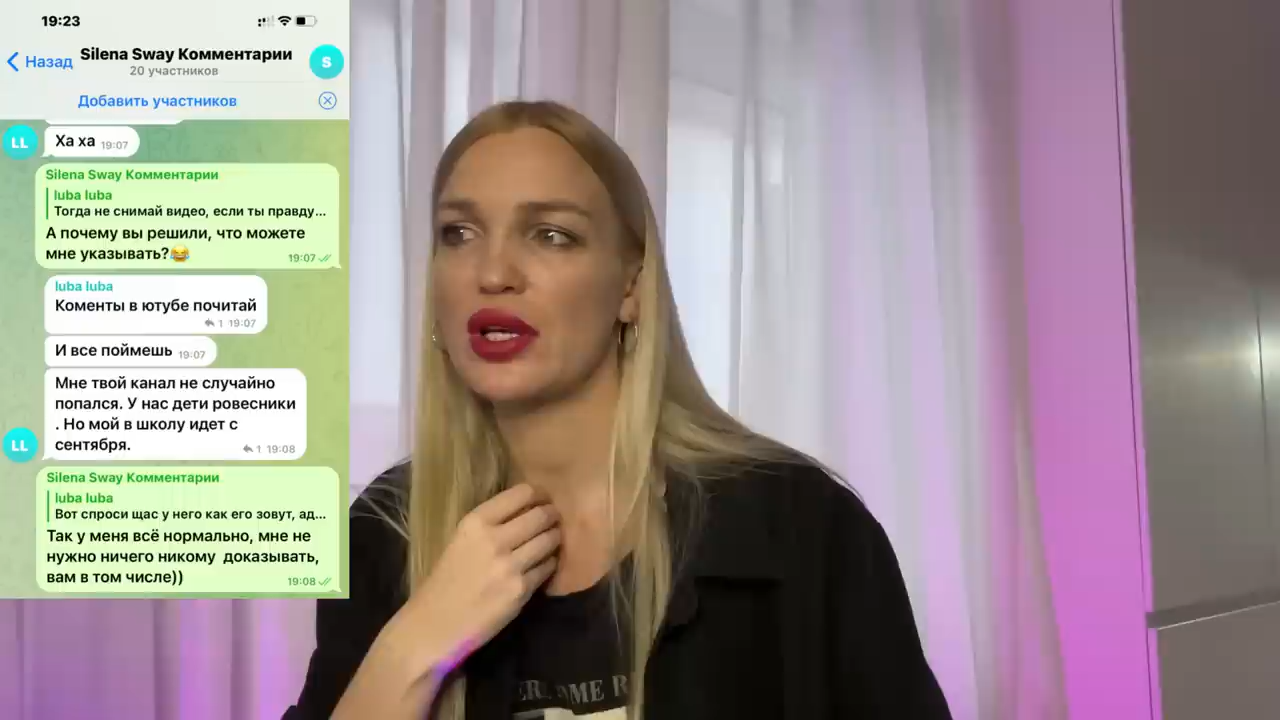 19:23
Назад
Silena Sway Комментарии
20 участников
S
Добавить участников
LL
Ха ха 19:07
Silena Sway Комментарии
luba luba
Тогда не снимай видео, если ты правду...
А почему вы решили, что можете
мне указывать?😂
19:07
luba luba
Коменты в ютубе почитай
1 19:07
И все поймешь 19:07
Мне твой канал не случайно
попался. У нас дети ровесники
. Но мой в школу идет с
сентября.
1 19:08
LL
Silena Sway Комментарии
luba luba
Вот спроси щас у него как его зовут, ад...
Так у меня всё нормально, мне не
нужно ничего никому доказывать,
вам в том числе))
19:08